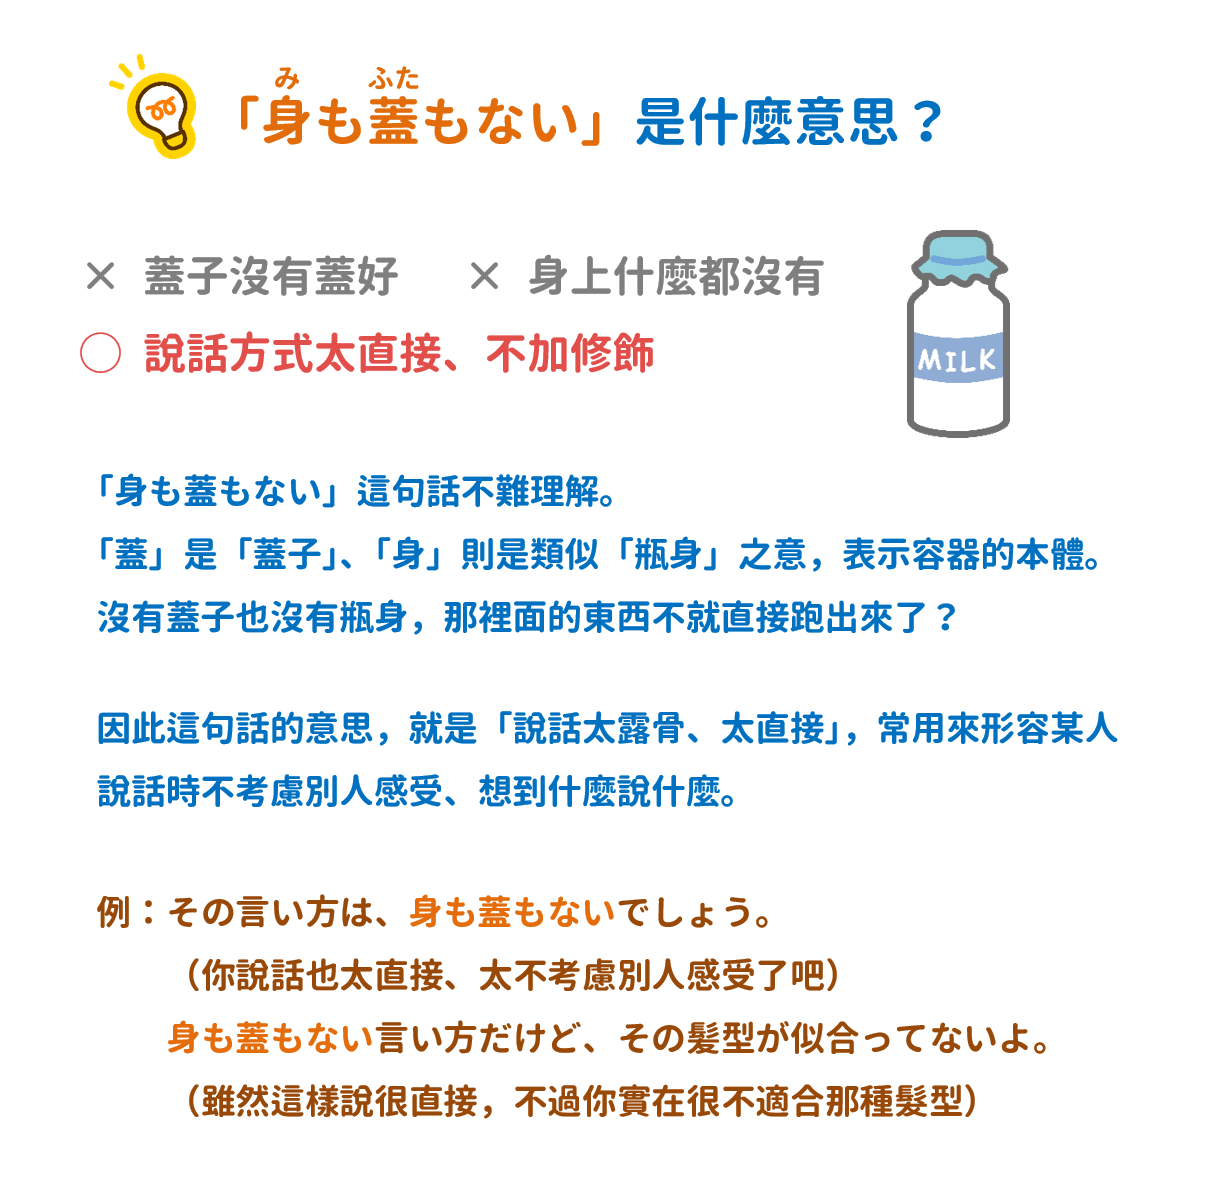 み ふた
「身も蓋もない」是什麼意思？
× 蓋子沒有蓋好 × 身上什麼都沒有
◯ 說話方式太直接、不加修飾
MILK
「身も蓋もない」這句話不難理解。
「蓋」是「蓋子」、「身」則是類似「瓶身」之意，表示容器的本體。
沒有蓋子也沒有瓶身，那裡面的東西不就直接跑出來了？
因此這句話的意思，就是「說話太露骨、太直接」，常用來形容某人
說話時不考慮別人感受、想到什麼說什麼。
例：その言い方は、身も蓋もないでしょう。
（你說話也太直接、太不考慮別人感受了吧）
身も蓋もない言い方だけど、その髪型が似合ってないよ。
（雖然這樣說很直接，不過你實在很不適合那種髮型）